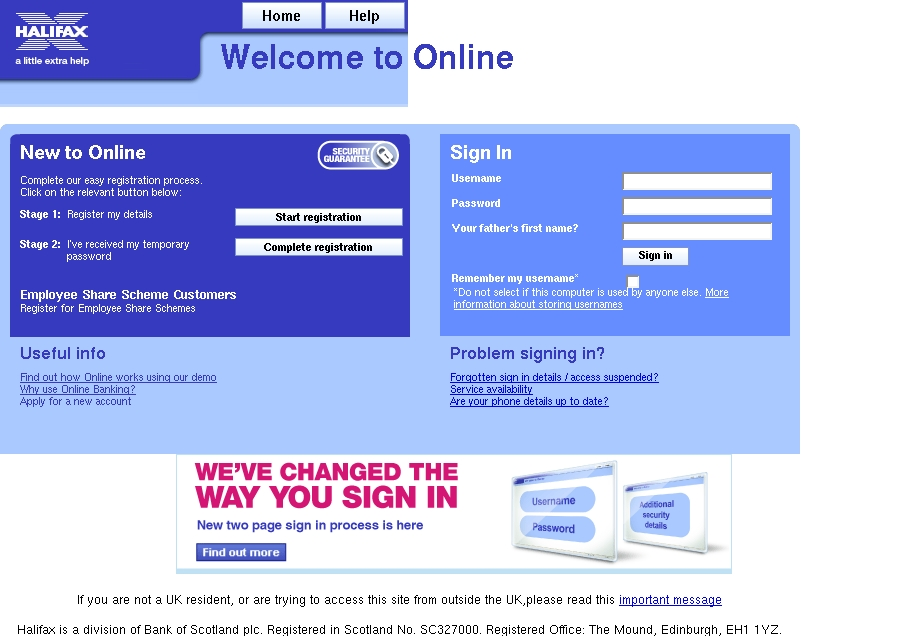 Home Help
HALIFAX
a little extra help
Welcome to Online
New to Online
SECURITY
GUARANTEE
Complete our easy registration process.
Click on the relevant button below:
Stage 1: Register my details
Start registration
Stage 2: I've received my temporary
password
Complete registration
Employee Share Scheme Customers
Register for Employee Share Schemes
Sign In
Username
Password
Your father's first name?
Sign in
Remember my username*
*Do not select if this computer is used by anyone else. More
information about storing usernames
Useful info
Find out how Online works using our demo
Why use Online Banking?
Apply for a new account
Problem signing in?
Forgotten sign in details / access suspended?
Service availability
Are your phone details up to date?
WE'VE CHANGED THE
WAY YOU SIGN IN
New two page sign in process is here
Find out more
Username
Password
Additional
security
details
If you are not a UK resident, or are trying to access this site from outside the UK,please read this important message
Halifax is a division of Bank of Scotland plc. Registered in Scotland No. SC327000. Registered Office: The Mound, Edinburgh, EH1 1YZ.